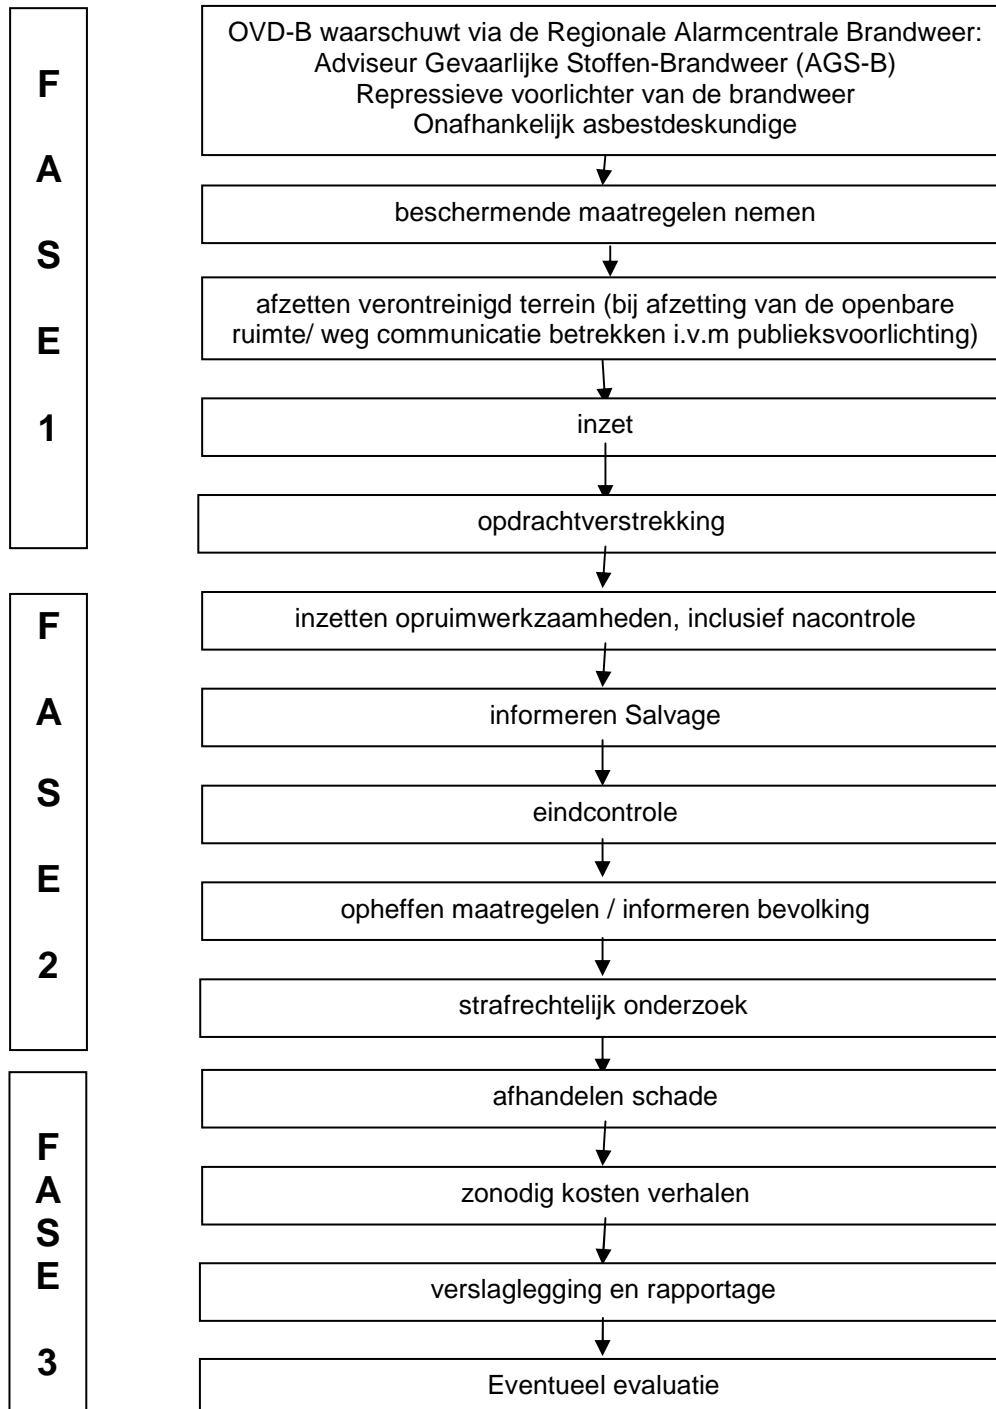 FASE 1
OVD-B waarschuwt via de Regionale Alarmcentrale Brandweer:
Adviseur Gevaarlijke Stoffen-Brandweer (AGS-B)
Repressieve voorlichter van de brandweer
Onafhankelijk asbestdeskundige
beschermende maatregelen nemen
afzetten verontreinigd terrein (bij afzetting van de openbare
ruimte/ weg communicatie betrekken i.v.m publieksvoorlichting)
inzet
opdrachtverstrekking
FASE 2
inzetten opruimwerkzaamheden, inclusief nacontrole
informeren Salvage
eindcontrole
opheffen maatregelen / informeren bevolking
strafrechtelijk onderzoek
FASE 3
afhandelen schade
zonodig kosten verhalen
verslaglegging en rapportage
Eventueel evaluatie